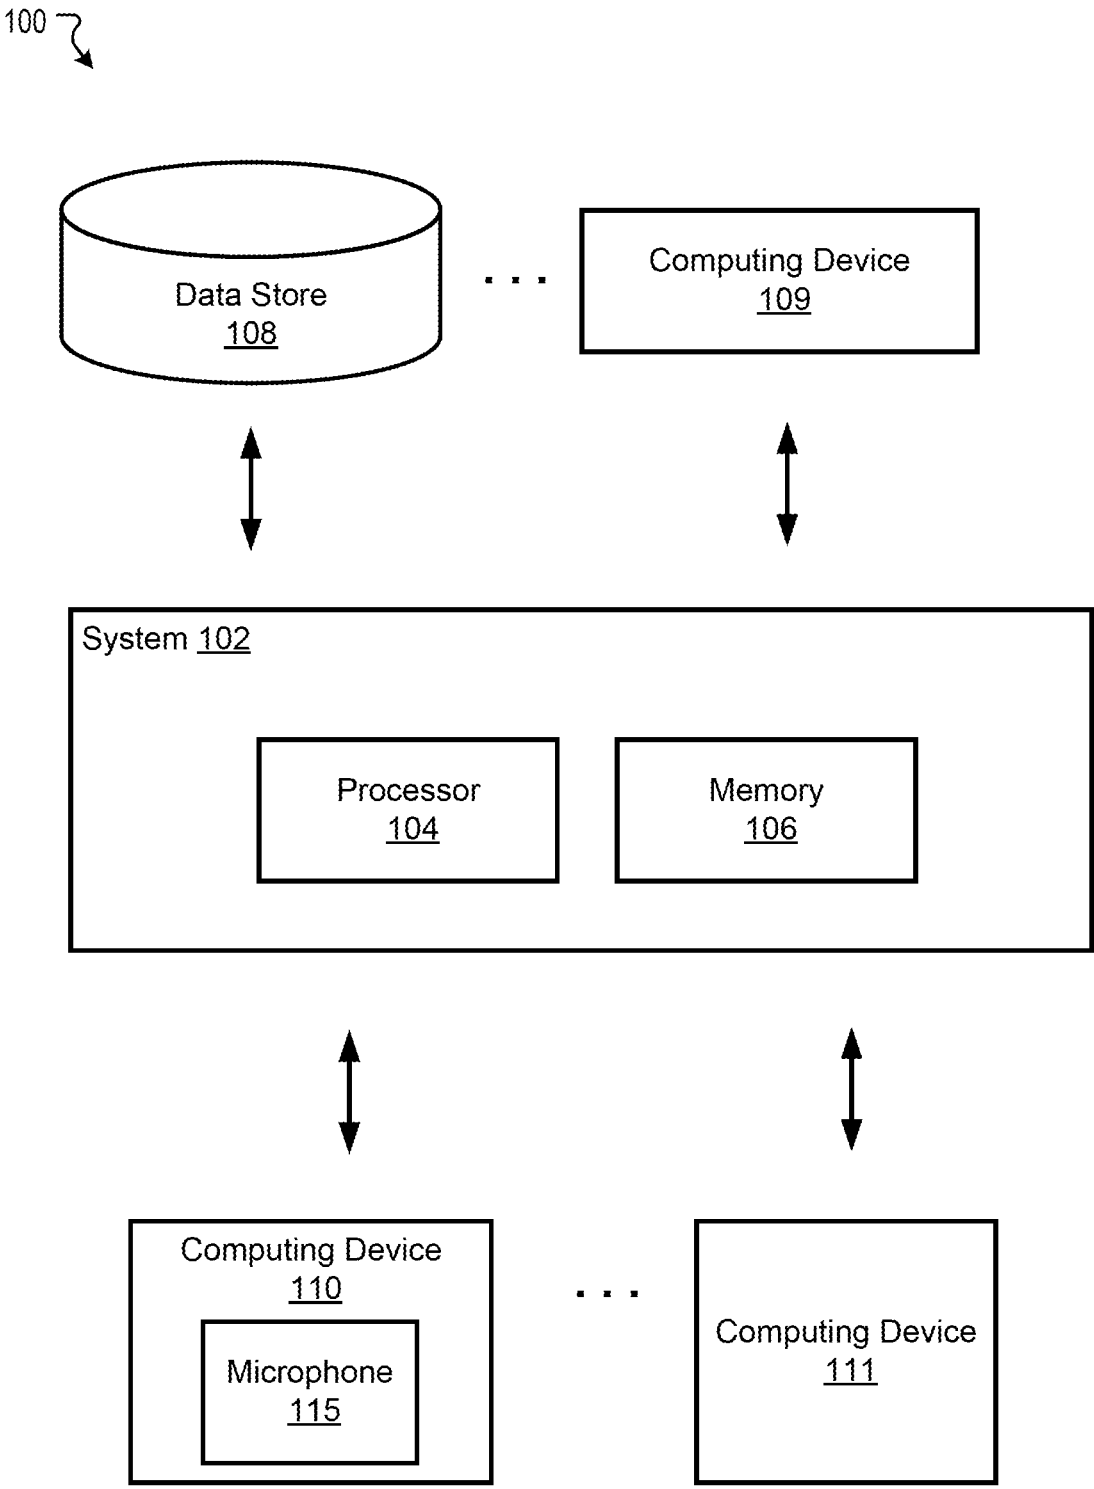 100
Data Store
108
. . .
Computing Device
109
System 102
Processor
104
Memory
106
Computing Device
110
Microphone
115
. . .
Computing Device
111